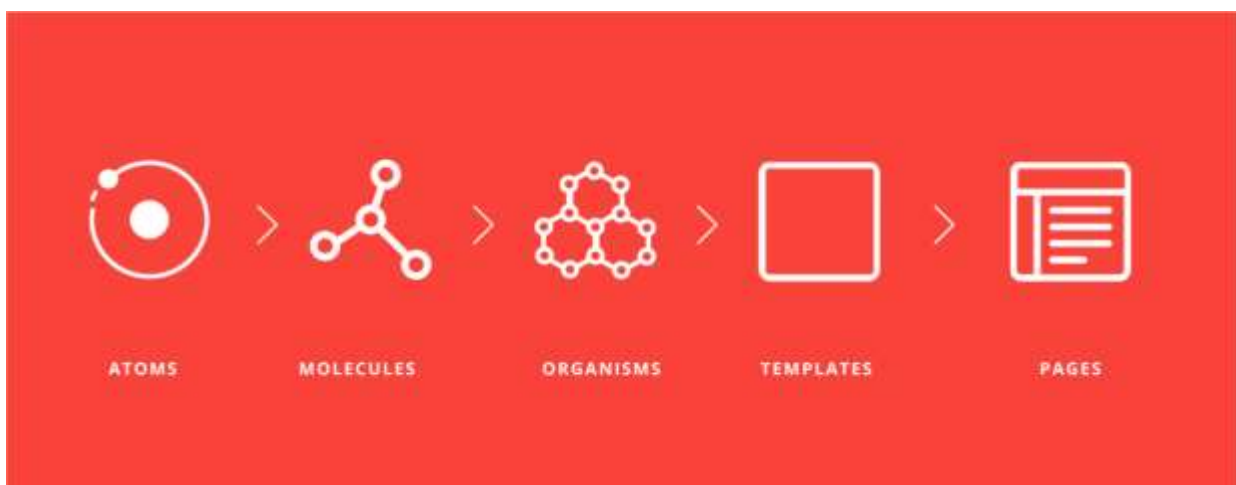 ATOMS
MOLECULES
ORGANISMS
TEMPLATES
PAGES